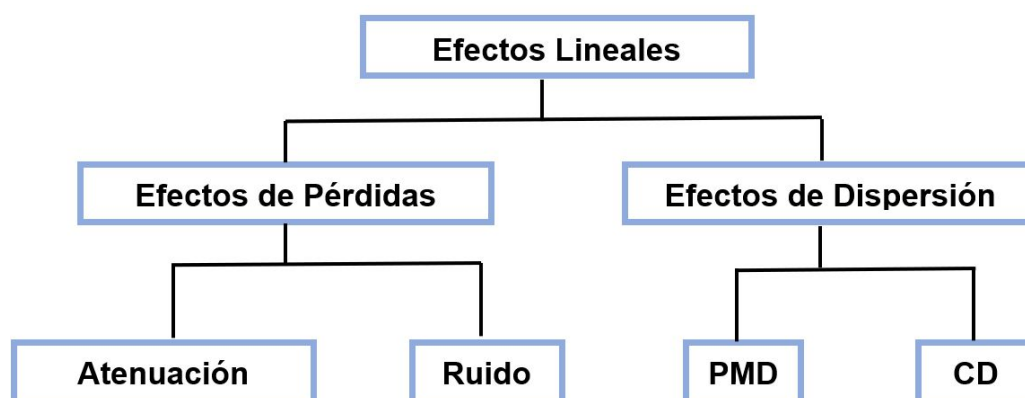 Efectos Lineales
Efectos de Pérdidas
Efectos de Dispersión
Atenuación
Ruido
PMD
CD